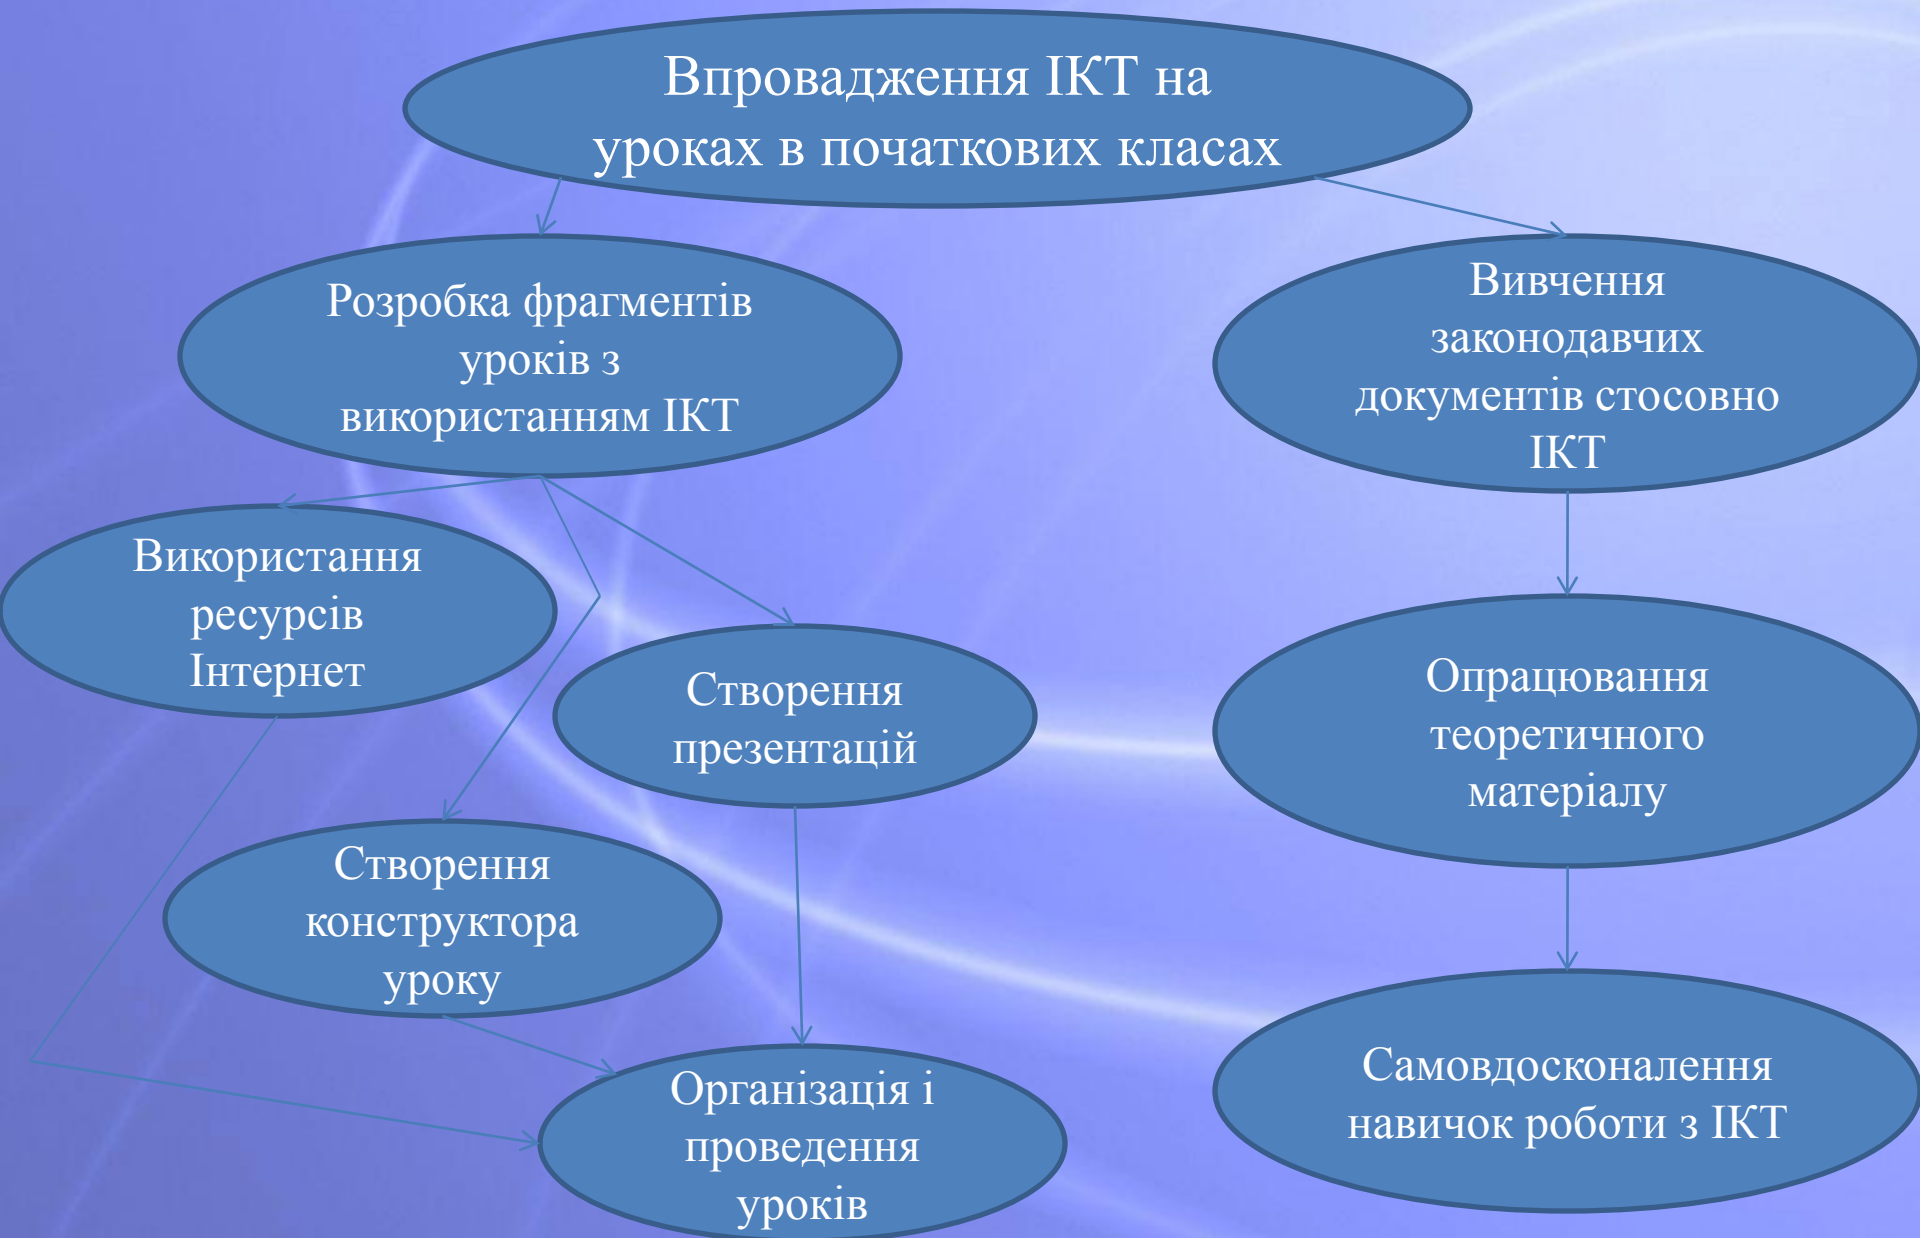 Впровадження ІКТ на
уроках в початкових класах
Розробка фрагментів
уроків з
використанням ІКТ
Вивчення
законодавчих
документів стосовно
ІКТ
Використання
ресурсів
Інтернет
Створення
презентацій
Опрацювання
теоретичного
матеріалу
Створення
конструктора
уроку
Організація і
проведення
уроків
Самовдосконалення
навичок роботи з ІКТ